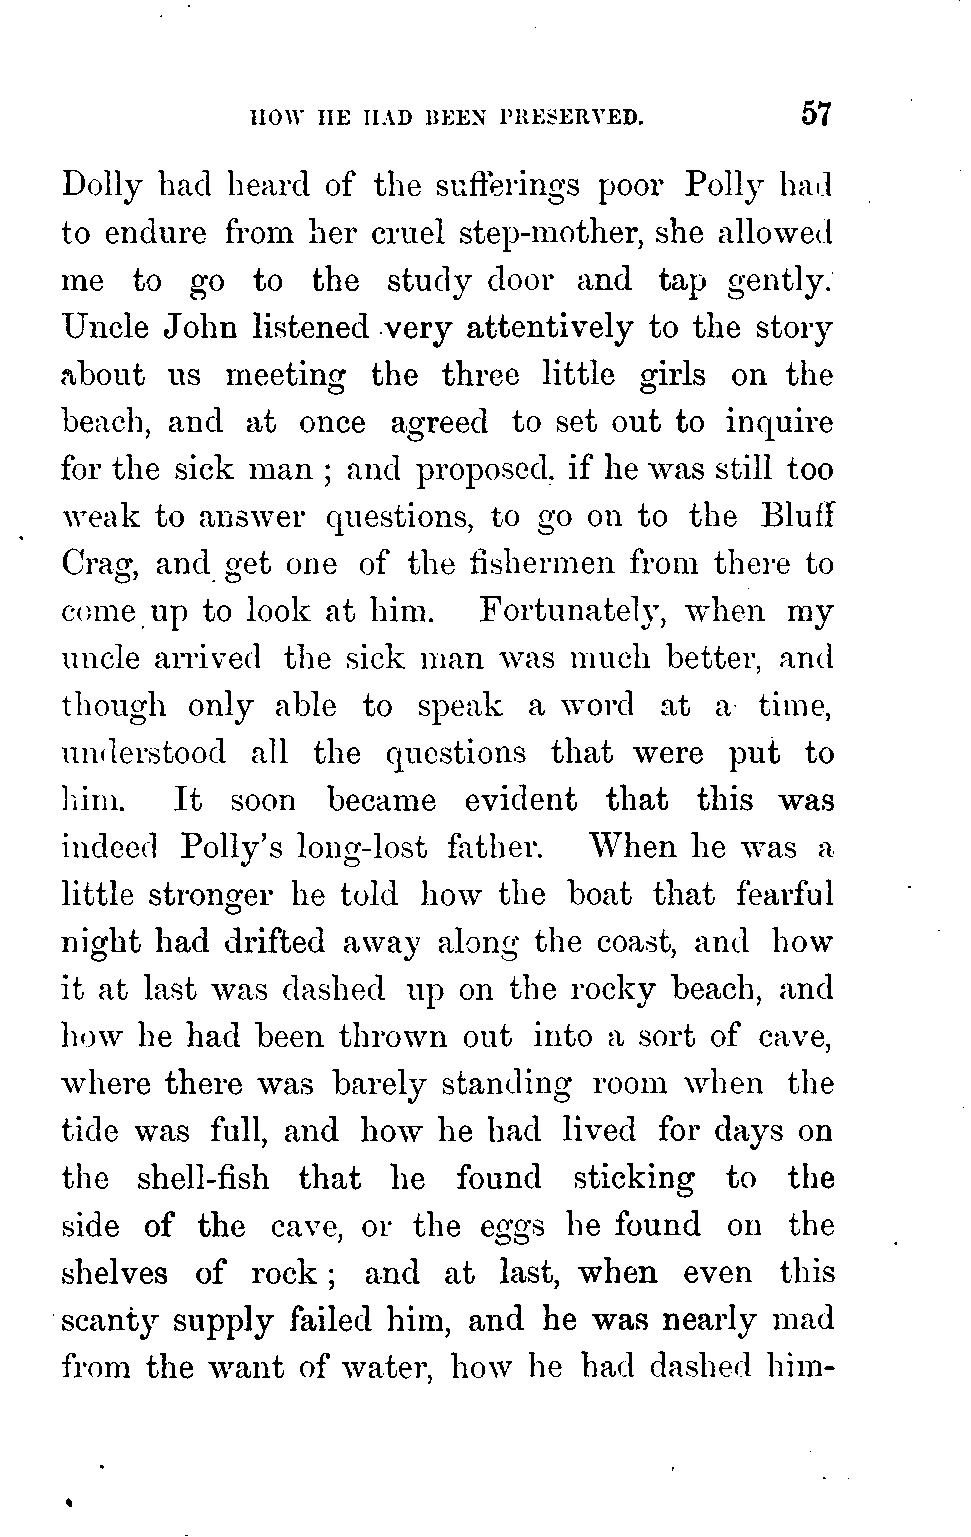 HOW HE HAD BEEN PRESERVED. 57
Dolly had heard of the sufferings poor Polly had
to endure from her cruel step-mother, she allowed
me to go to the study door and tap gently.
Uncle John listened very attentively to the story
about us meeting the three little girls on the
beach, and at once agreed to set out to inquire
for the sick man ; and proposed, if he was still too
weak to answer questions, to go on to the Bluff
Crag, and get one of the fishermen from there to
come up to look at him. Fortunately, when my
uncle arrived the sick man was much better, and
though only able to speak a word at a time,
understood all the questions that were put to
him. It soon became evident that this was
indeed Polly's long-lost father. When he was a
little stronger he told how the boat that fearful
night had drifted away along the coast, and how
it at last was dashed up on the rocky beach, and
how he had been thrown out into a sort of cave,
where there was barely standing room when the
tide was full, and how he had lived for days on
the shell-fish that he found sticking to the
side of the cave, or the eggs he found on the
shelves of rock ; and at last, when even this
scanty supply failed him, and he was nearly mad
from the want of water, how he had dashed him-